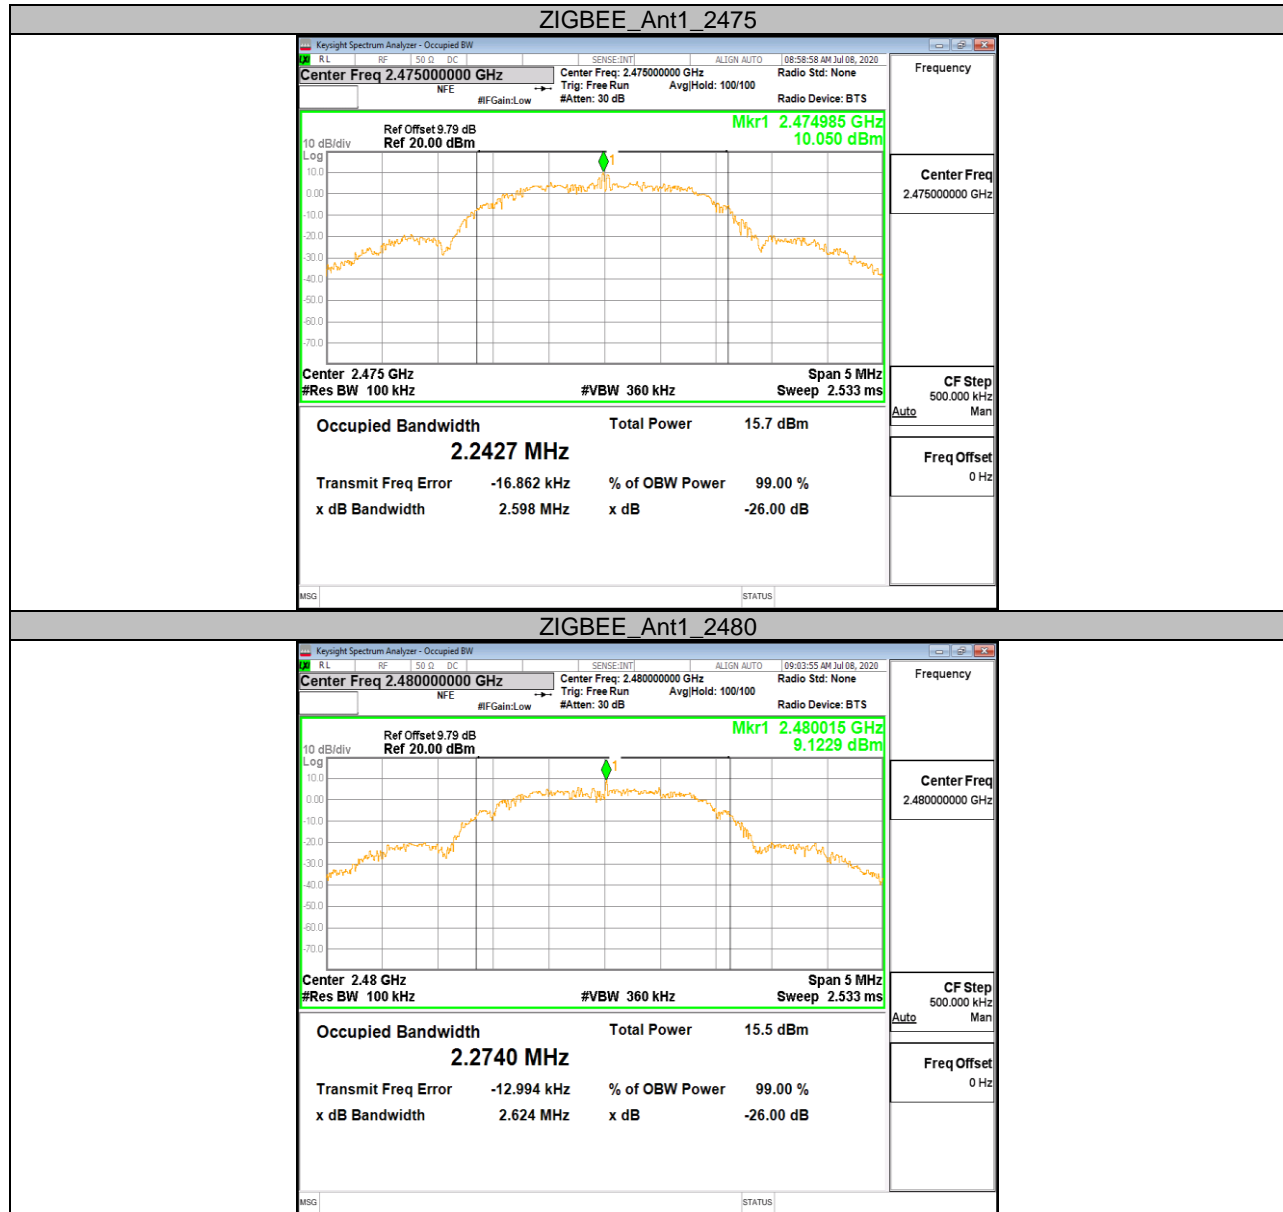 ZIGBEE_Ant1_2475
Keysight Spectrum Analyzer - Occupied BW
RL RF 50 Ω DC SENSE:INT ALIGN AUTO 08:58:58 AM Jul 08, 2020
Center Freq 2.475000000 GHz Center Freq: 2.475000000 GHz Radio Std: None Frequency
NFE Trig: Free Run Avg|Hold: 100/100
#IFGain:Low #Atten: 30 dB Radio Device: BTS
Mkr1 2.474985 GHz
Ref Offset 9.79 dB 10.050 dBm
10 dB/div Ref 20.00 dBm
Log
1
10.0
0.00
-10.0
-20.0
-30.0
-40.0
-50.0
-60.0
-70.0
Center Freq
2.475000000 GHz
Center 2.475 GHz Span 5 MHz
#Res BW 100 kHz #VBW 360 kHz Sweep 2.533 ms
CF Step
500.000 kHz
Auto Man
Occupied Bandwidth Total Power 15.7 dBm
2.2427 MHz
Freq Offset
0 Hz
Transmit Freq Error -16.862 kHz % of OBW Power 99.00 %
x dB Bandwidth 2.598 MHz x dB -26.00 dB
MSG STATUS
ZIGBEE_Ant1_2480
Keysight Spectrum Analyzer - Occupied BW
RL RF 50 Ω DC SENSE:INT ALIGN AUTO 09:03:55 AM Jul 08, 2020
Center Freq 2.480000000 GHz Center Freq: 2.480000000 GHz Radio Std: None Frequency
NFE Trig: Free Run Avg|Hold: 100/100
#IFGain:Low #Atten: 30 dB Radio Device: BTS
Mkr1 2.480015 GHz
Ref Offset 9.79 dB 9.1229 dBm
10 dB/div Ref 20.00 dBm
Log
1
10.0
0.00
-10.0
-20.0
-30.0
-40.0
-50.0
-60.0
-70.0
Center Freq
2.480000000 GHz
Center 2.48 GHz Span 5 MHz
#Res BW 100 kHz #VBW 360 kHz Sweep 2.533 ms
CF Step
500.000 kHz
Auto Man
Occupied Bandwidth Total Power 15.5 dBm
2.2740 MHz
Freq Offset
0 Hz
Transmit Freq Error -12.994 kHz % of OBW Power 99.00 %
x dB Bandwidth 2.624 MHz x dB -26.00 dB
MSG STATUS